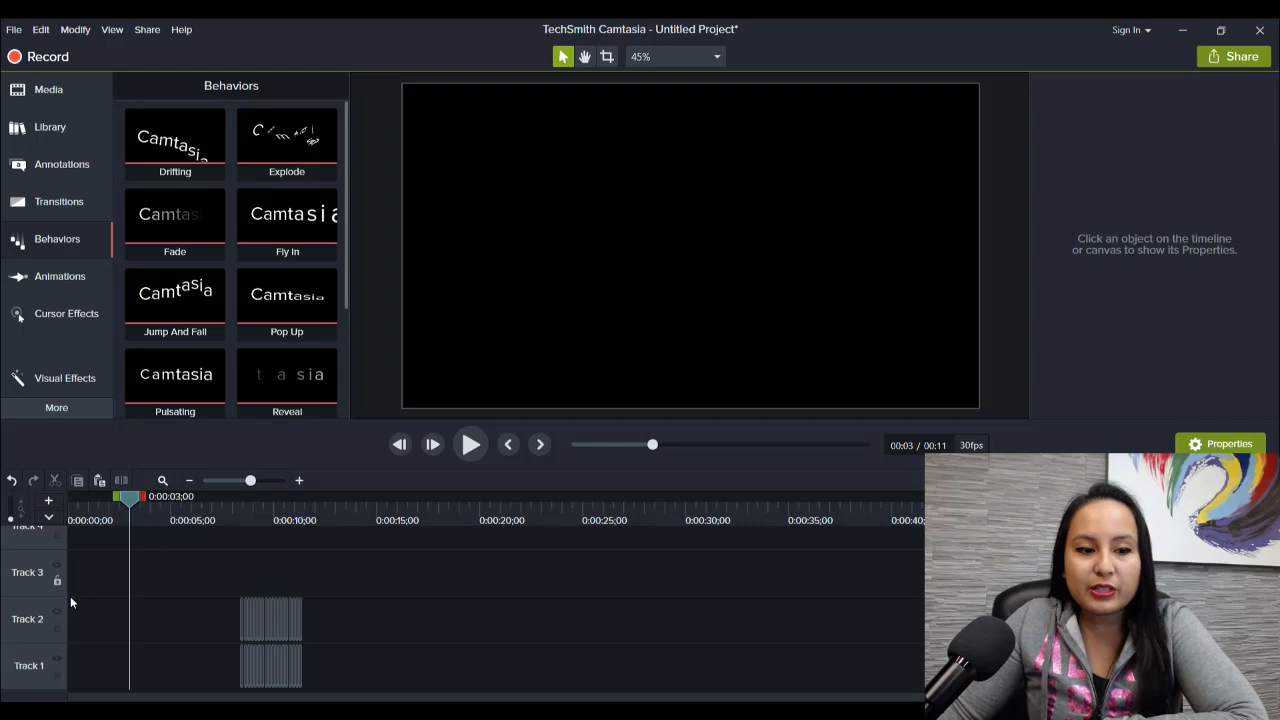 TechSmith Camtasia - Untitled Project*
File Edit Modify View Share Help
Sign In
Record
45%
Share
Media
Library
Annotations
Transitions
Behaviors
Animations
Cursor Effects
Visual Effects
More
Behaviors
Camtasia
Drifting
Explode
Camtasia
Fade
Camtasia
Fly In
Camtasia
Jump And Fall
Camtasia
Pop Up
Camtasia
Pulsating
t a sia
Reveal
Click an object on the timeline
or canvas to show its Properties.
00:03 / 00:11 30fps
Properties
0:00:03;00
0:00:00;00 0:00:05;00 0:00:10;00 0:00:15;00 0:00:20;00 0:00:25;00 0:00:30;00 0:00:35;00
Track 4
Track 3
Track 2
Track 1